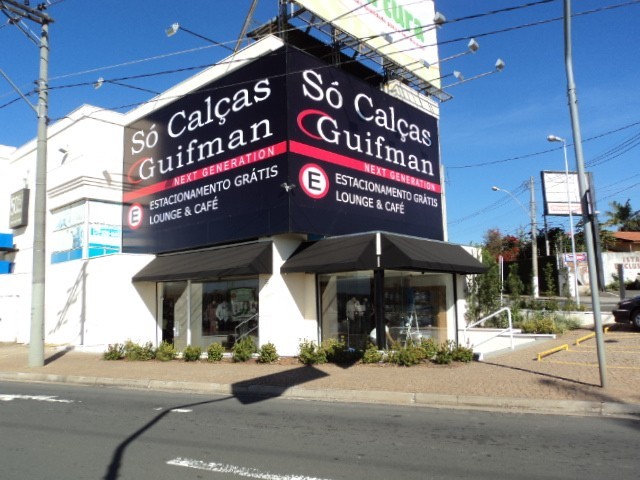 Só Calças
Guifman
NEXT GENERATION
E
ESTACIONAMENTO GRÁTIS
LOUNGE & CAFÉ
Só Calças
Guifman
NEXT GENERATION
E
ESTACIONAMENTO GRÁTIS
LOUNGE & CAFÉ